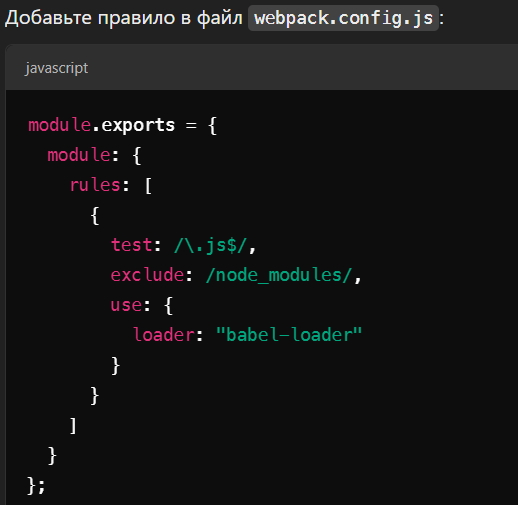 Добавьте правило в файл webpack.config.js:
javascript
module.exports = {
  module: {
    rules: [
      {
        test: /\.js$/,
        exclude: /node_modules/,
        use: {
          loader: "babel-loader"
        }
      }
    ]
  }
};